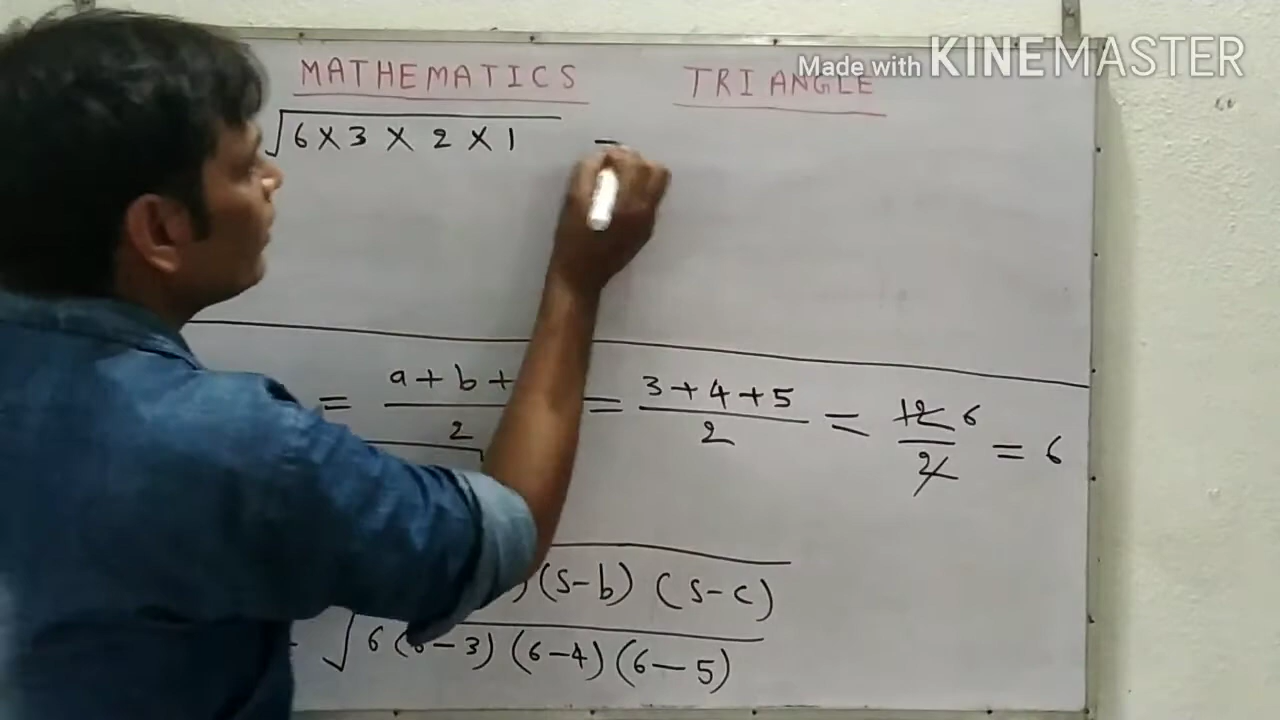 MATHEMATICS TRIANGLE
Made with KINEMASTER
√6 × 3 × 2 × 1 =
= a + b + / 2 = 3 + 4 + 5 / 2 = 12 6 / 2 = 6
) (s - b) (s - c)
√6 (6 - 3) (6 - 4) (6 - 5)